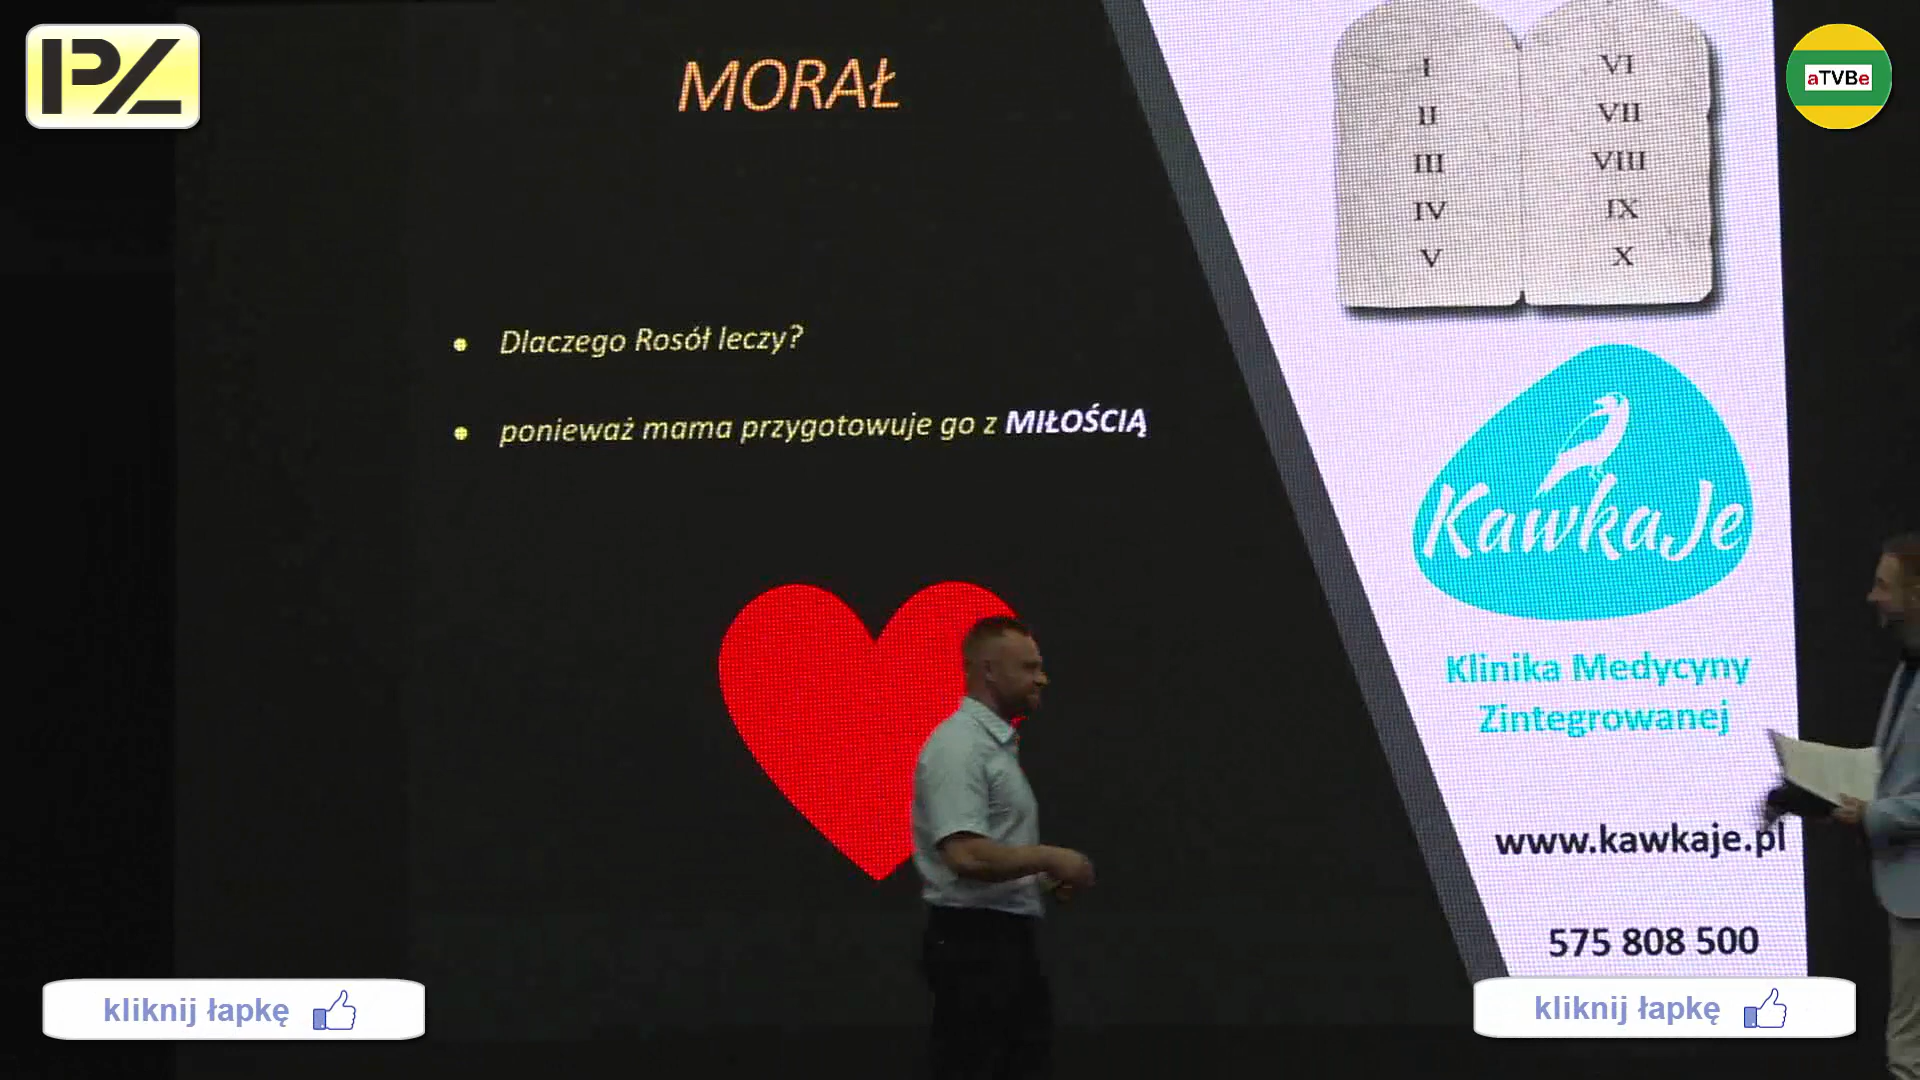 PZ
aTVBe
MORAŁ
I
II
III
IV
V
VI
VII
VIII
IX
X
• Dlaczego Rosół leczy?
• ponieważ mama przygotowuje go z MIŁOŚCIĄ
KawkaJe
Klinika Medycyny
Zintegrowanej
www.kawkaje.pl
575 808 500
kliknij łapkę
kliknij łapkę